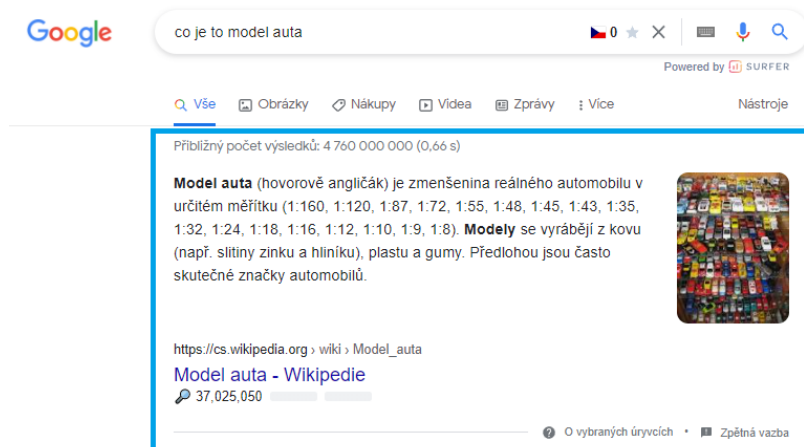 Google
co je to model auta
0
Powered by SURFER
Vše
Obrázky
Nákupy
Videa
Zprávy
Více
Nástroje
Přibližný počet výsledků: 4 760 000 000 (0,66 s)
Model auta (hovorově angličák) je zmenšenina reálného automobilu v
určitém měřítku (1:160, 1:120, 1:87, 1:72, 1:55, 1:48, 1:45, 1:43, 1:35,
1:32, 1:24, 1:18, 1:16, 1:12, 1:10, 1:9, 1:8). Modely se vyrábějí z kovu
(např. slitiny zinku a hliníku), plastu a gumy. Předlohou jsou často
skutečné značky automobilů.
https://cs.wikipedia.org › wiki › Model_auta
Model auta - Wikipedie
37,025,050
O vybraných úryvcích • Zpětná vazba